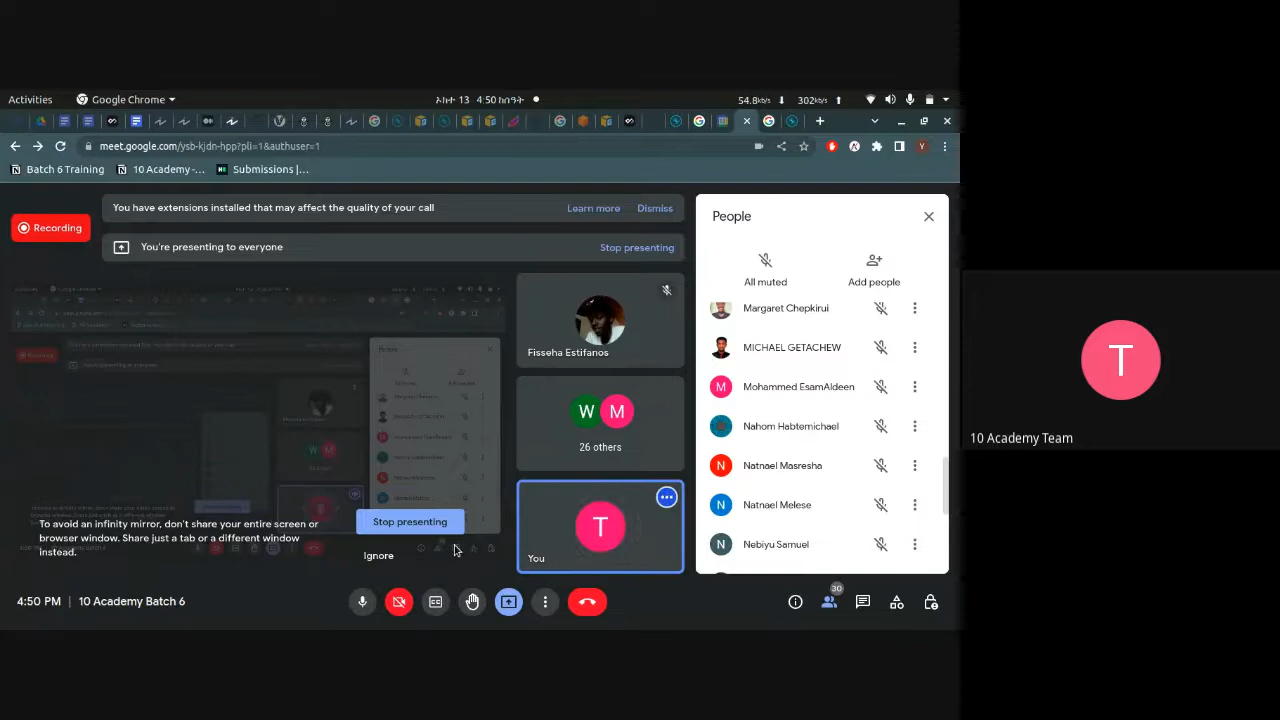 Activities
Google Chrome
4:50 ከሰዓት
54.8kb/s
302kb/s
meet.google.com/ysb-kjdn-hpp?pli=1&authuser=1
Batch 6 Training
10 Academy -...
Submissions |...
Recording
You have extensions installed that may affect the quality of your call
Learn more
Dismiss
You're presenting to everyone
Stop presenting
People
All muted
Add people
Margaret Chepkirui
MICHAEL GETACHEW
M Mohammed EsamAldeen
Nahom Habtemichael
N Natnael Masresha
N Natnael Melese
N Nebiyu Samuel
Fisseha Estifanos
W M
26 others
T
You
To avoid an infinity mirror, don't share your entire screen or
browser window. Share just a tab or a different window
instead.
Stop presenting
Ignore
4:50 PM | 10 Academy Batch 6
30
T
10 Academy Team